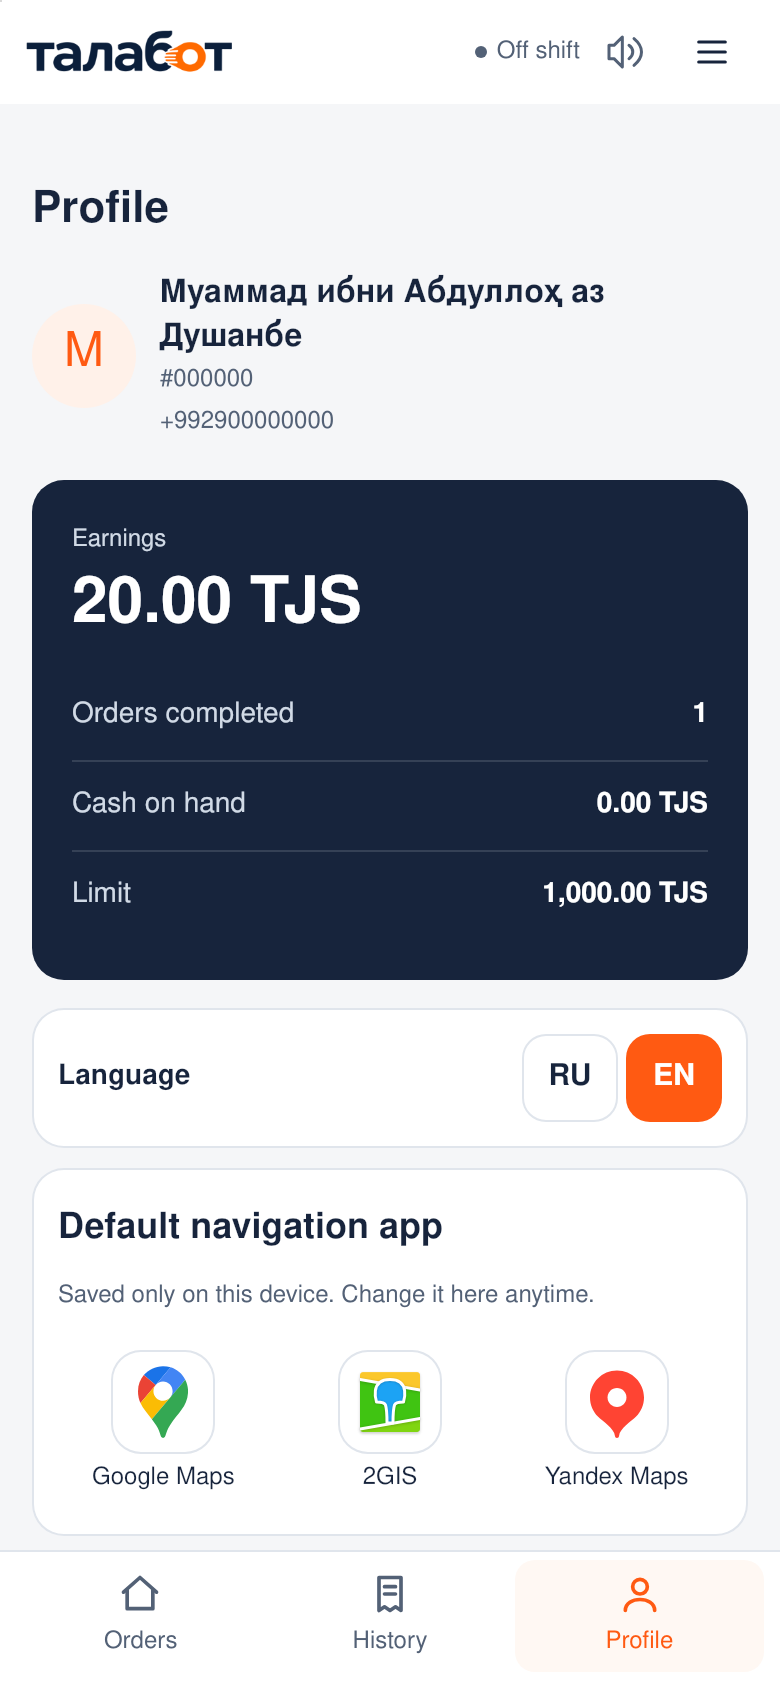 талабот
Off shift
Profile
M
Муаммад ибни Абдуллоҳ аз
Душанбе
#000000
+992900000000
Earnings
20.00 TJS
Orders completed 1
Cash on hand 0.00 TJS
Limit 1,000.00 TJS
Language RU EN
Default navigation app
Saved only on this device. Change it here anytime.
Google Maps 2GIS Yandex Maps
Orders History Profile